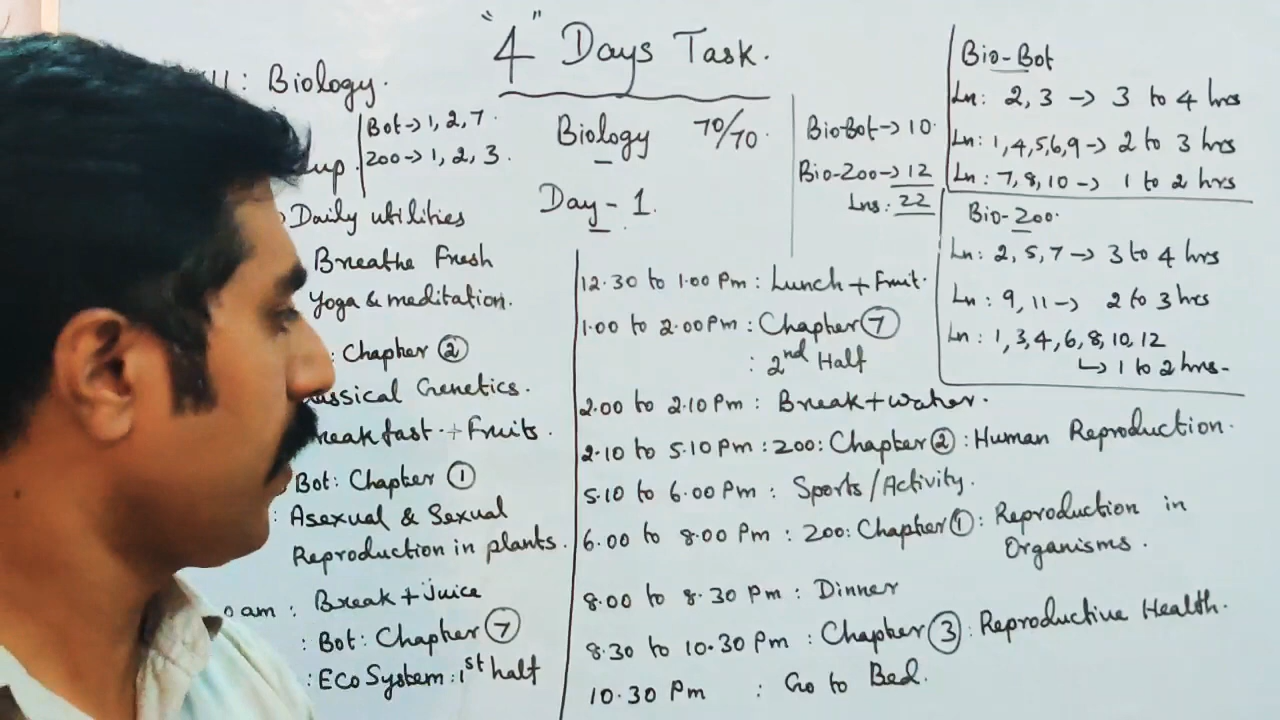 "4" Days Task.
: Biology.
Bot→ 1, 2, 7.
Zoo→ 1, 2, 3.
Biology 70/70.
Day-1.
Daily utilities
Breathe Fresh
Yoga & meditation.
: Chapter ②
Genetics.
Fruits.
Bot: Chapter ①
: Asexual & Sexual
Reproduction in plants.
am : Break + juice
: Bot: Chapter ⑦
: Eco System: 1st half
12.30 to 1.00 Pm : Lunch + Fruit.
1.00 to 2.00 Pm : Chapter ⑦
: 2nd Half
2.00 to 2.10 Pm : Break + water.
2.10 to 5.10 Pm : Zoo: Chapter ② : Human Reproduction.
5.10 to 6.00 Pm : Sports/Activity.
6.00 to 8.00 Pm : Zoo: Chapter ① : Reproduction in
Organisms.
8.00 to 8.30 Pm : Dinner
8.30 to 10.30 Pm : Chapter ③ : Reproductive Health.
10.30 Pm : Go to Bed.
Bio-Bot→ 10.
Bio-Zoo→ 12
Lns: 22
Bio-Bot
Ln: 2, 3 → 3 to 4 hrs
Ln: 1,4,5,6,9 → 2 to 3 hrs
Ln: 7, 8, 10 → 1 to 2 hrs
Bio-Zoo.
Ln: 2, 5, 7 → 3 to 4 hrs
Ln: 9, 11 → 2 to 3 hrs
Ln: 1, 3, 4, 6, 8, 10, 12
↳ 1 to 2 hrs.